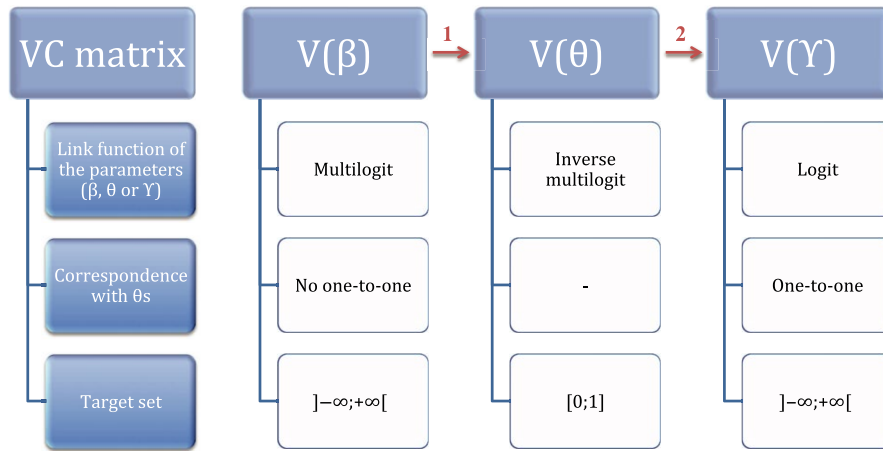 VC matrix
Link function of
the parameters
(β, θ or ϒ)
Correspondence
with θs
Target set
V(β)
Multilogit
No one-to-one
]−∞;+∞[
1
V(θ)
Inverse
multilogit
-
[0;1]
2
V(ϒ)
Logit
One-to-one
]−∞;+∞[